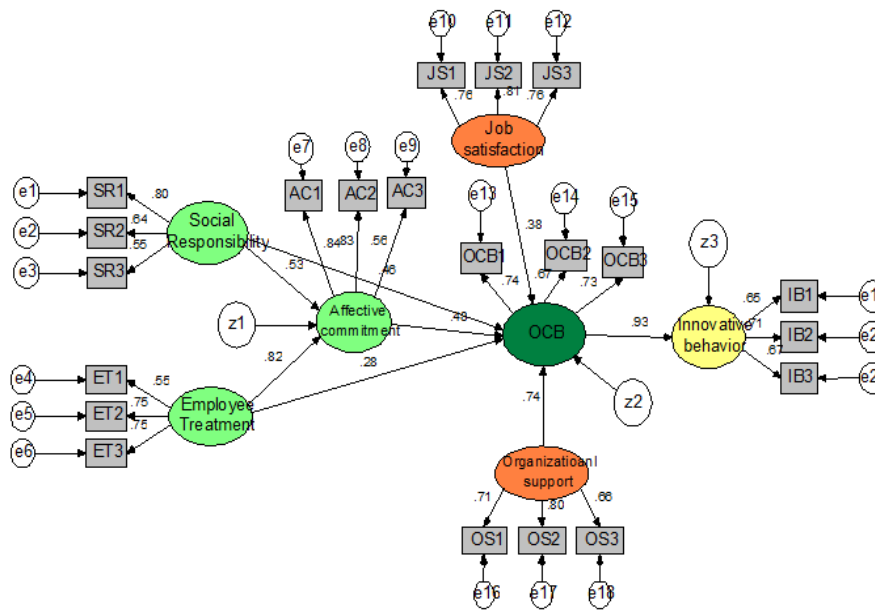 e10
e11
e12
JS1
JS2
JS3
.76
.81
.76
Job
satisfaction
e7
e8
e9
AC1
AC2
AC3
e1
SR1
.80
e2
SR2
.64
e3
SR3
.55
Social
Responsibility
.84
.83
.56
.46
.53
.38
e13
e14
e15
OCB1
OCB2
OCB3
.74
.67
.73
z3
z1
Affective
commitment
OCB
.93
Innovative
behavior
.65
.71
.67
IB1
e1
IB2
e2
IB3
e2
.82
.28
z2
e4
ET1
.55
e5
ET2
.75
e6
ET3
.75
Employee
Treatment
.74
Organizatioanl
support
.71
.80
.66
OS1
OS2
OS3
e16
e17
e18